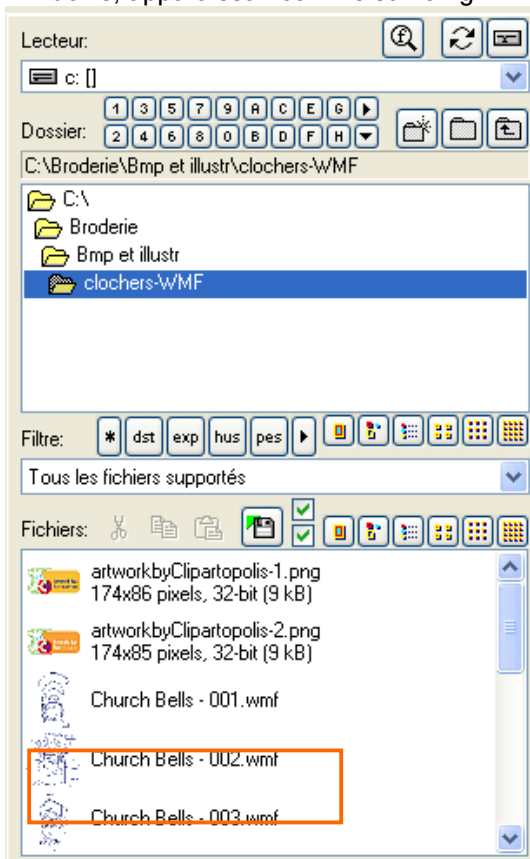 Lecteur:
c: []
1 3 5 7 9 A C E G
Dossier: 2 4 6 8 0 B D F H
C:\Broderie\Bmp et illustr\clochers-WMF
C:\
Broderie
Bmp et illustr
clochers-WMF
Filtre: * dst exp hus pes
Tous les fichiers supportés
Fichiers:
artworkbyClipartopolis-1.png
174x86 pixels, 32-bit (9 kB)
artworkbyClipartopolis-2.png
174x85 pixels, 32-bit (9 kB)
Church Bells - 001.wmf
Church Bells - 002.wmf
Church Bells - 003.wmf